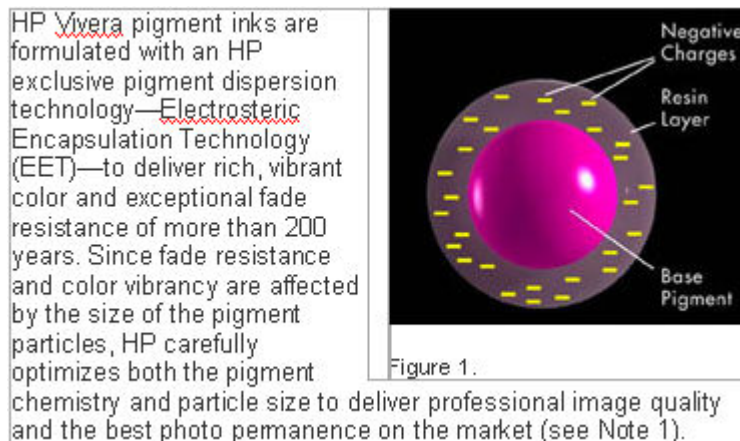 HP Vivera pigment inks are
formulated with an HP
exclusive pigment dispersion
technology—Electrosteric
Encapsulation Technology
(EET)—to deliver rich, vibrant
color and exceptional fade
resistance of more than 200
years. Since fade resistance
and color vibrancy are affected
by the size of the pigment
particles, HP carefully
optimizes both the pigment
chemistry and particle size to deliver professional image quality
and the best photo permanence on the market (see Note 1).
Negative
Charges
Resin
Layer
Base
Pigment
Figure 1.